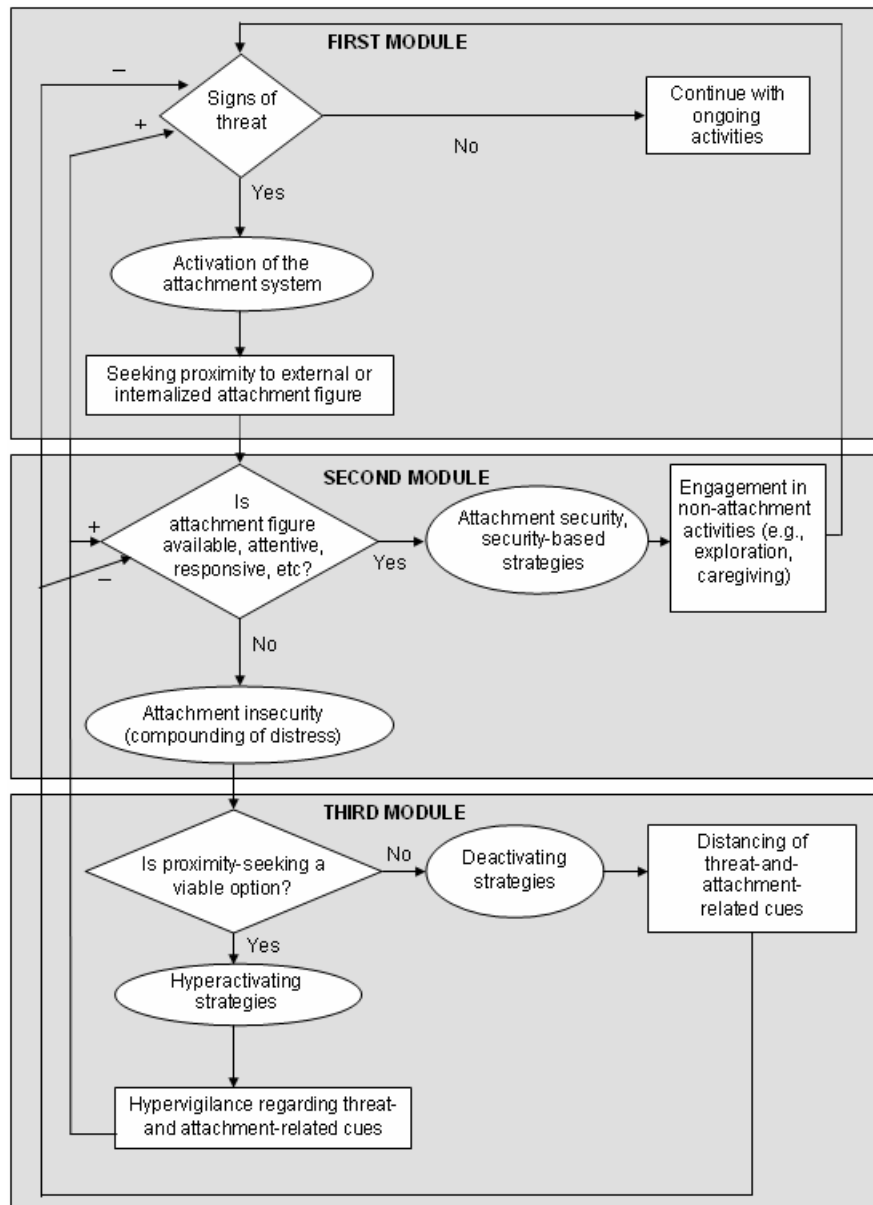 FIRST MODULE
–
+
Signs of
threat
No
Continue with
ongoing
activities
Yes
Activation of the
attachment system
Seeking proximity to external or
internalized attachment figure
SECOND MODULE
+
–
Is
attachment figure
available, attentive,
responsive, etc?
Yes
Attachment security,
security-based
strategies
Engagement in
non-attachment
activities (e.g.,
exploration,
caregiving)
No
Attachment insecurity
(compounding of distress)
THIRD MODULE
Is proximity-seeking a
viable option?
No
Deactivating
strategies
Distancing of
threat-and-
attachment-
related cues
Yes
Hyperactivating
strategies
Hypervigilance regarding threat-
and attachment-related cues